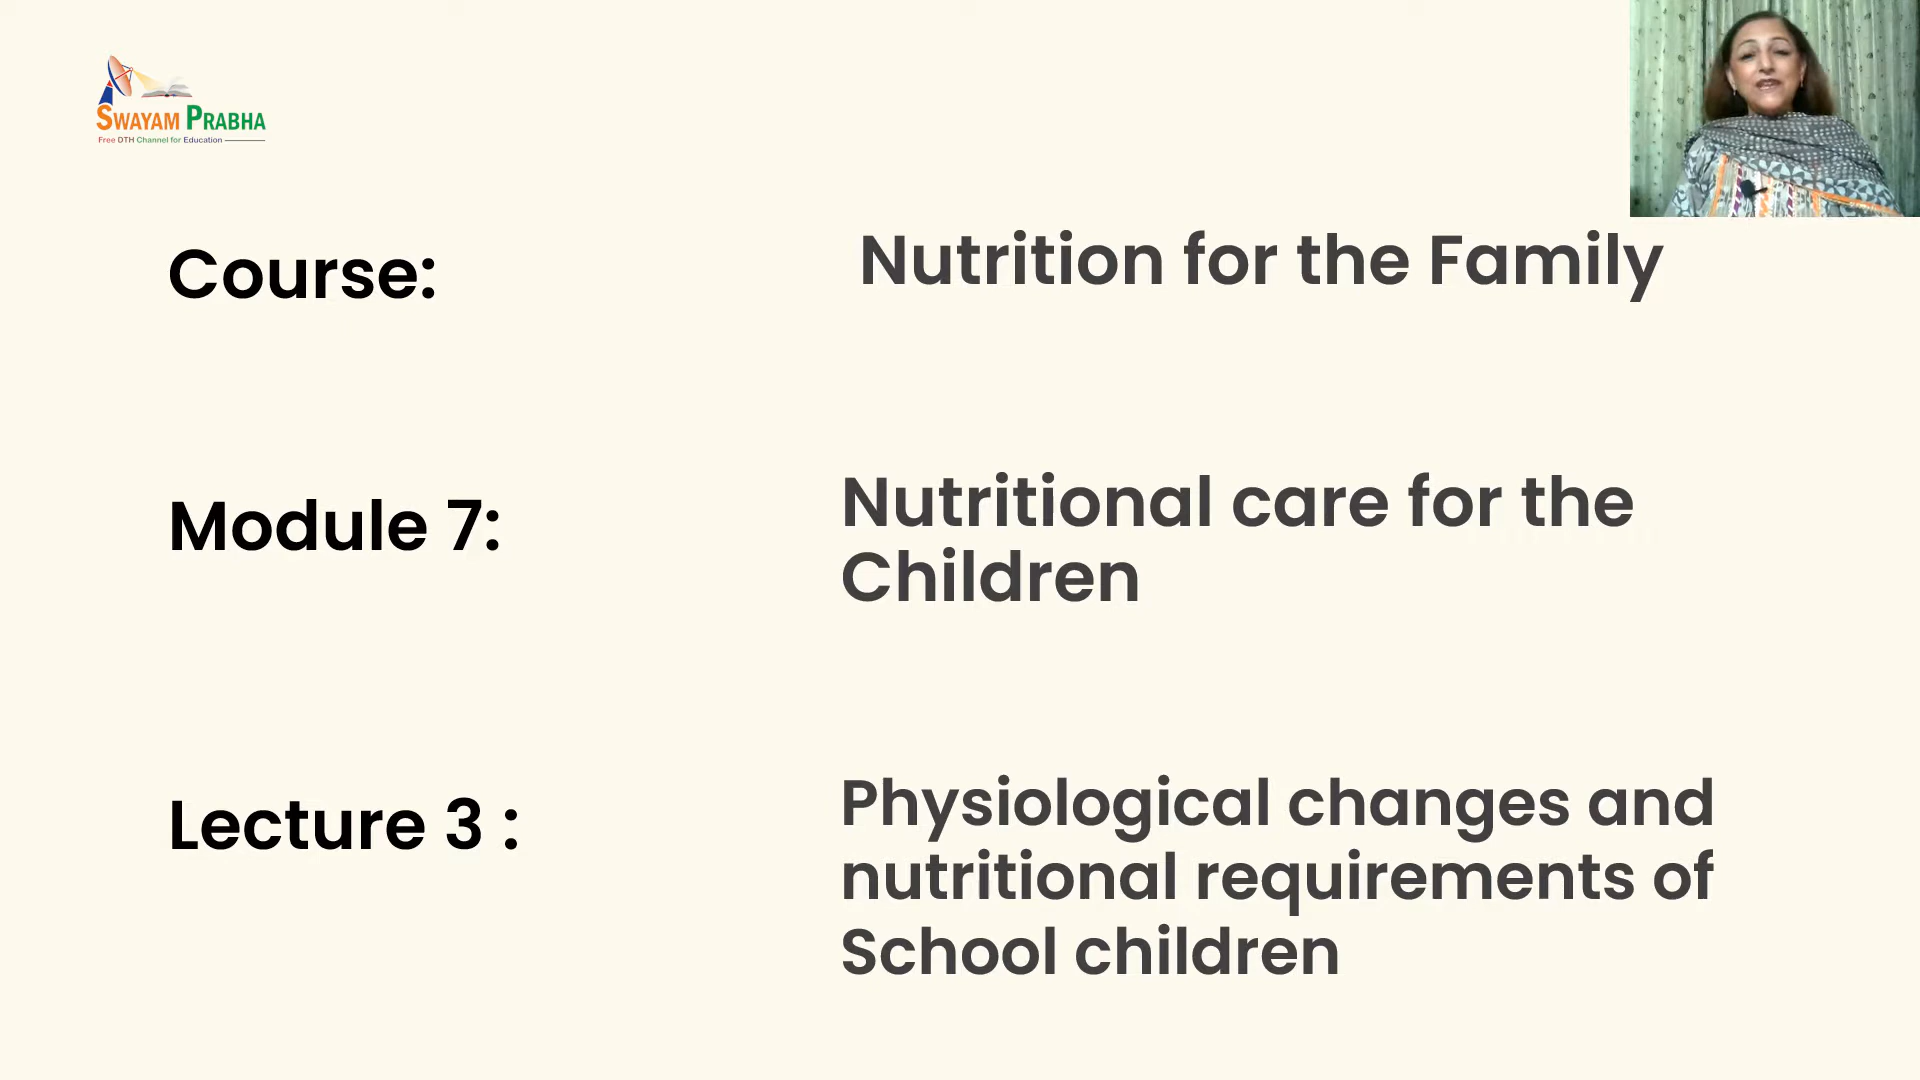 SWAYAM PRABHA
Free DTH Channel for Education
Course:
Nutrition for the Family
Module 7:
Nutritional care for the
Children
Lecture 3 :
Physiological changes and
nutritional requirements of
School children